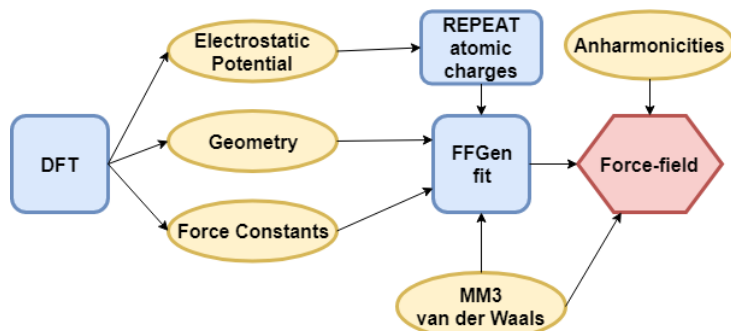 Electrostatic
Potential
REPEAT
atomic
charges
Anharmonicities
DFT
Geometry
FFGen
fit
Force-field
Force Constants
MM3
van der Waals